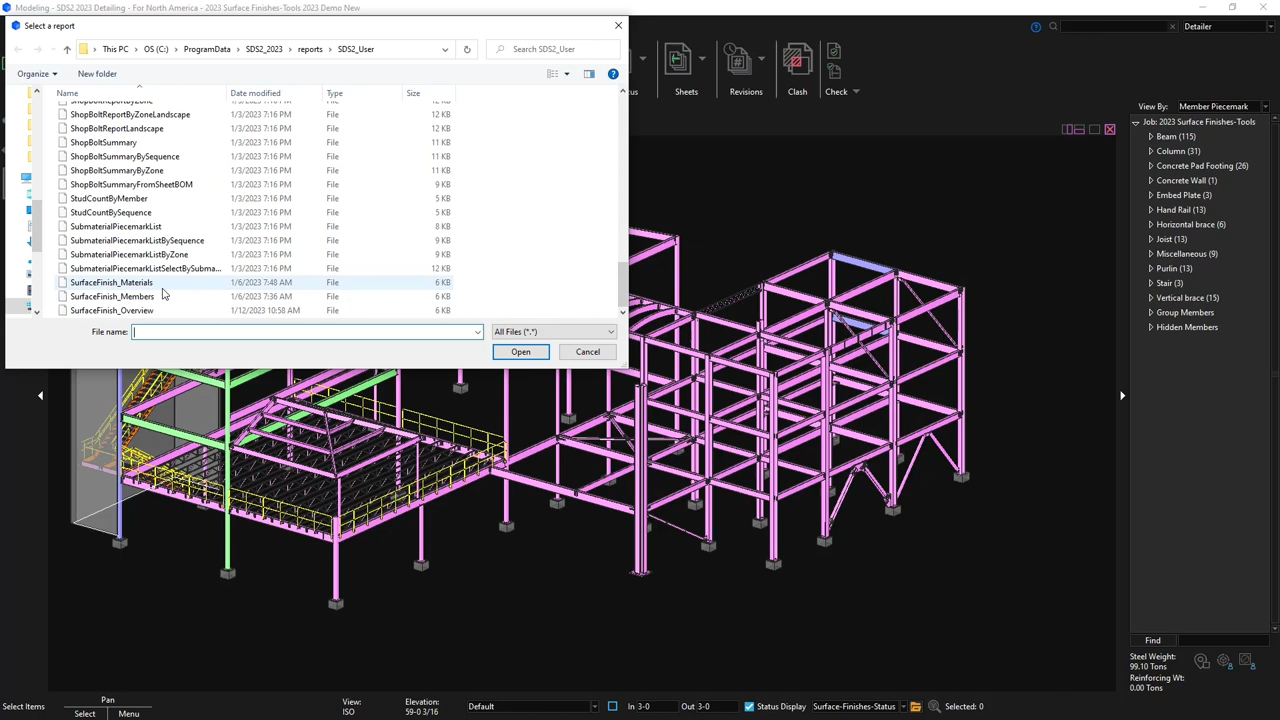 Modeling - SDS2 2023 Detailing - For North America - 2023 Surface Finishes-Tools 2023 Demo New
Select a report
This PC > OS (C:) > ProgramData > SDS2_2023 > reports > SDS2_User
Search SDS2_User
Organize
New folder
Name Date modified Type Size
ShopBoltReportByZone 1/3/2023 7:16 PM File 12 KB
ShopBoltReportByZoneLandscape 1/3/2023 7:16 PM File 12 KB
ShopBoltReportLandscape 1/3/2023 7:16 PM File 12 KB
ShopBoltSummary 1/3/2023 7:16 PM File 11 KB
ShopBoltSummaryBySequence 1/3/2023 7:16 PM File 11 KB
ShopBoltSummaryByZone 1/3/2023 7:16 PM File 11 KB
ShopBoltSummaryFromSheetBOM 1/3/2023 7:16 PM File 9 KB
StudCountByMember 1/3/2023 7:16 PM File 5 KB
StudCountBySequence 1/3/2023 7:16 PM File 5 KB
SubmaterialPiecemarkList 1/3/2023 7:16 PM File 8 KB
SubmaterialPiecemarkListBySequence 1/3/2023 7:16 PM File 9 KB
SubmaterialPiecemarkListByZone 1/3/2023 7:16 PM File 9 KB
SubmaterialPiecemarkListSelectBySubma... 1/3/2023 7:16 PM File 12 KB
SurfaceFinish_Materials 1/6/2023 7:48 AM File 6 KB
SurfaceFinish_Members 1/6/2023 7:36 AM File 6 KB
SurfaceFinish_Overview 1/12/2023 10:58 AM File 6 KB
File name:
All Files (*.*)
Open
Cancel
Detailer
us
Sheets
Revisions
Clash
Check
View By: Member Piecemark
Job: 2023 Surface Finishes-Tools
Beam (115)
Column (31)
Concrete Pad Footing (26)
Concrete Wall (1)
Embed Plate (3)
Hand Rail (13)
Horizontal brace (6)
Joist (13)
Miscellaneous (9)
Purlin (13)
Stair (3)
Vertical brace (15)
Group Members
Hidden Members
Find
Steel Weight:
99.10 Tons
Reinforcing Wt:
0.00 Tons
Select Items
Pan
Select
Menu
View:
ISO
Elevation:
59-0 3/16
Default
In 3-0
Out 3-0
Status Display
Surface-Finishes-Status
Selected: 0